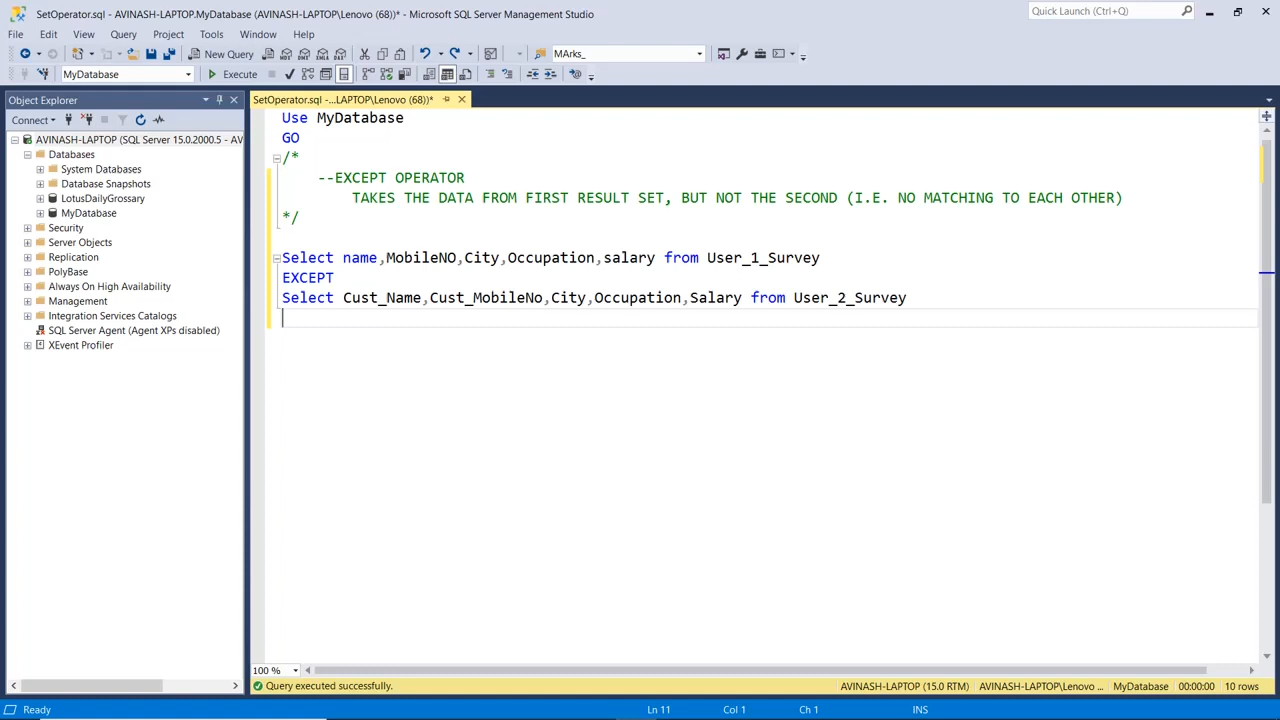 SetOperator.sql - AVINASH-LAPTOP.MyDatabase (AVINASH-LAPTOP\Lenovo (68))* - Microsoft SQL Server Management Studio
Quick Launch (Ctrl+Q)
File Edit View Query Project Tools Window Help
New Query
MArks_
MyDatabase
Execute
Object Explorer
SetOperator.sql -...LAPTOP\Lenovo (68))*
Connect
AVINASH-LAPTOP (SQL Server 15.0.2000.5 - AV
Databases
System Databases
Database Snapshots
LotusDailyGrossary
MyDatabase
Security
Server Objects
Replication
PolyBase
Always On High Availability
Management
Integration Services Catalogs
SQL Server Agent (Agent XPs disabled)
XEvent Profiler
Use MyDatabase
GO
/*
--EXCEPT OPERATOR
TAKES THE DATA FROM FIRST RESULT SET, BUT NOT THE SECOND (I.E. NO MATCHING TO EACH OTHER)
*/
Select name,MobileNO,City,Occupation,salary from User_1_Survey
EXCEPT
Select Cust_Name,Cust_MobileNo,City,Occupation,Salary from User_2_Survey
100 %
Query executed successfully.
AVINASH-LAPTOP (15.0 RTM) AVINASH-LAPTOP\Lenovo ... MyDatabase 00:00:00 10 rows
Ready
Ln 11 Col 1 Ch 1 INS